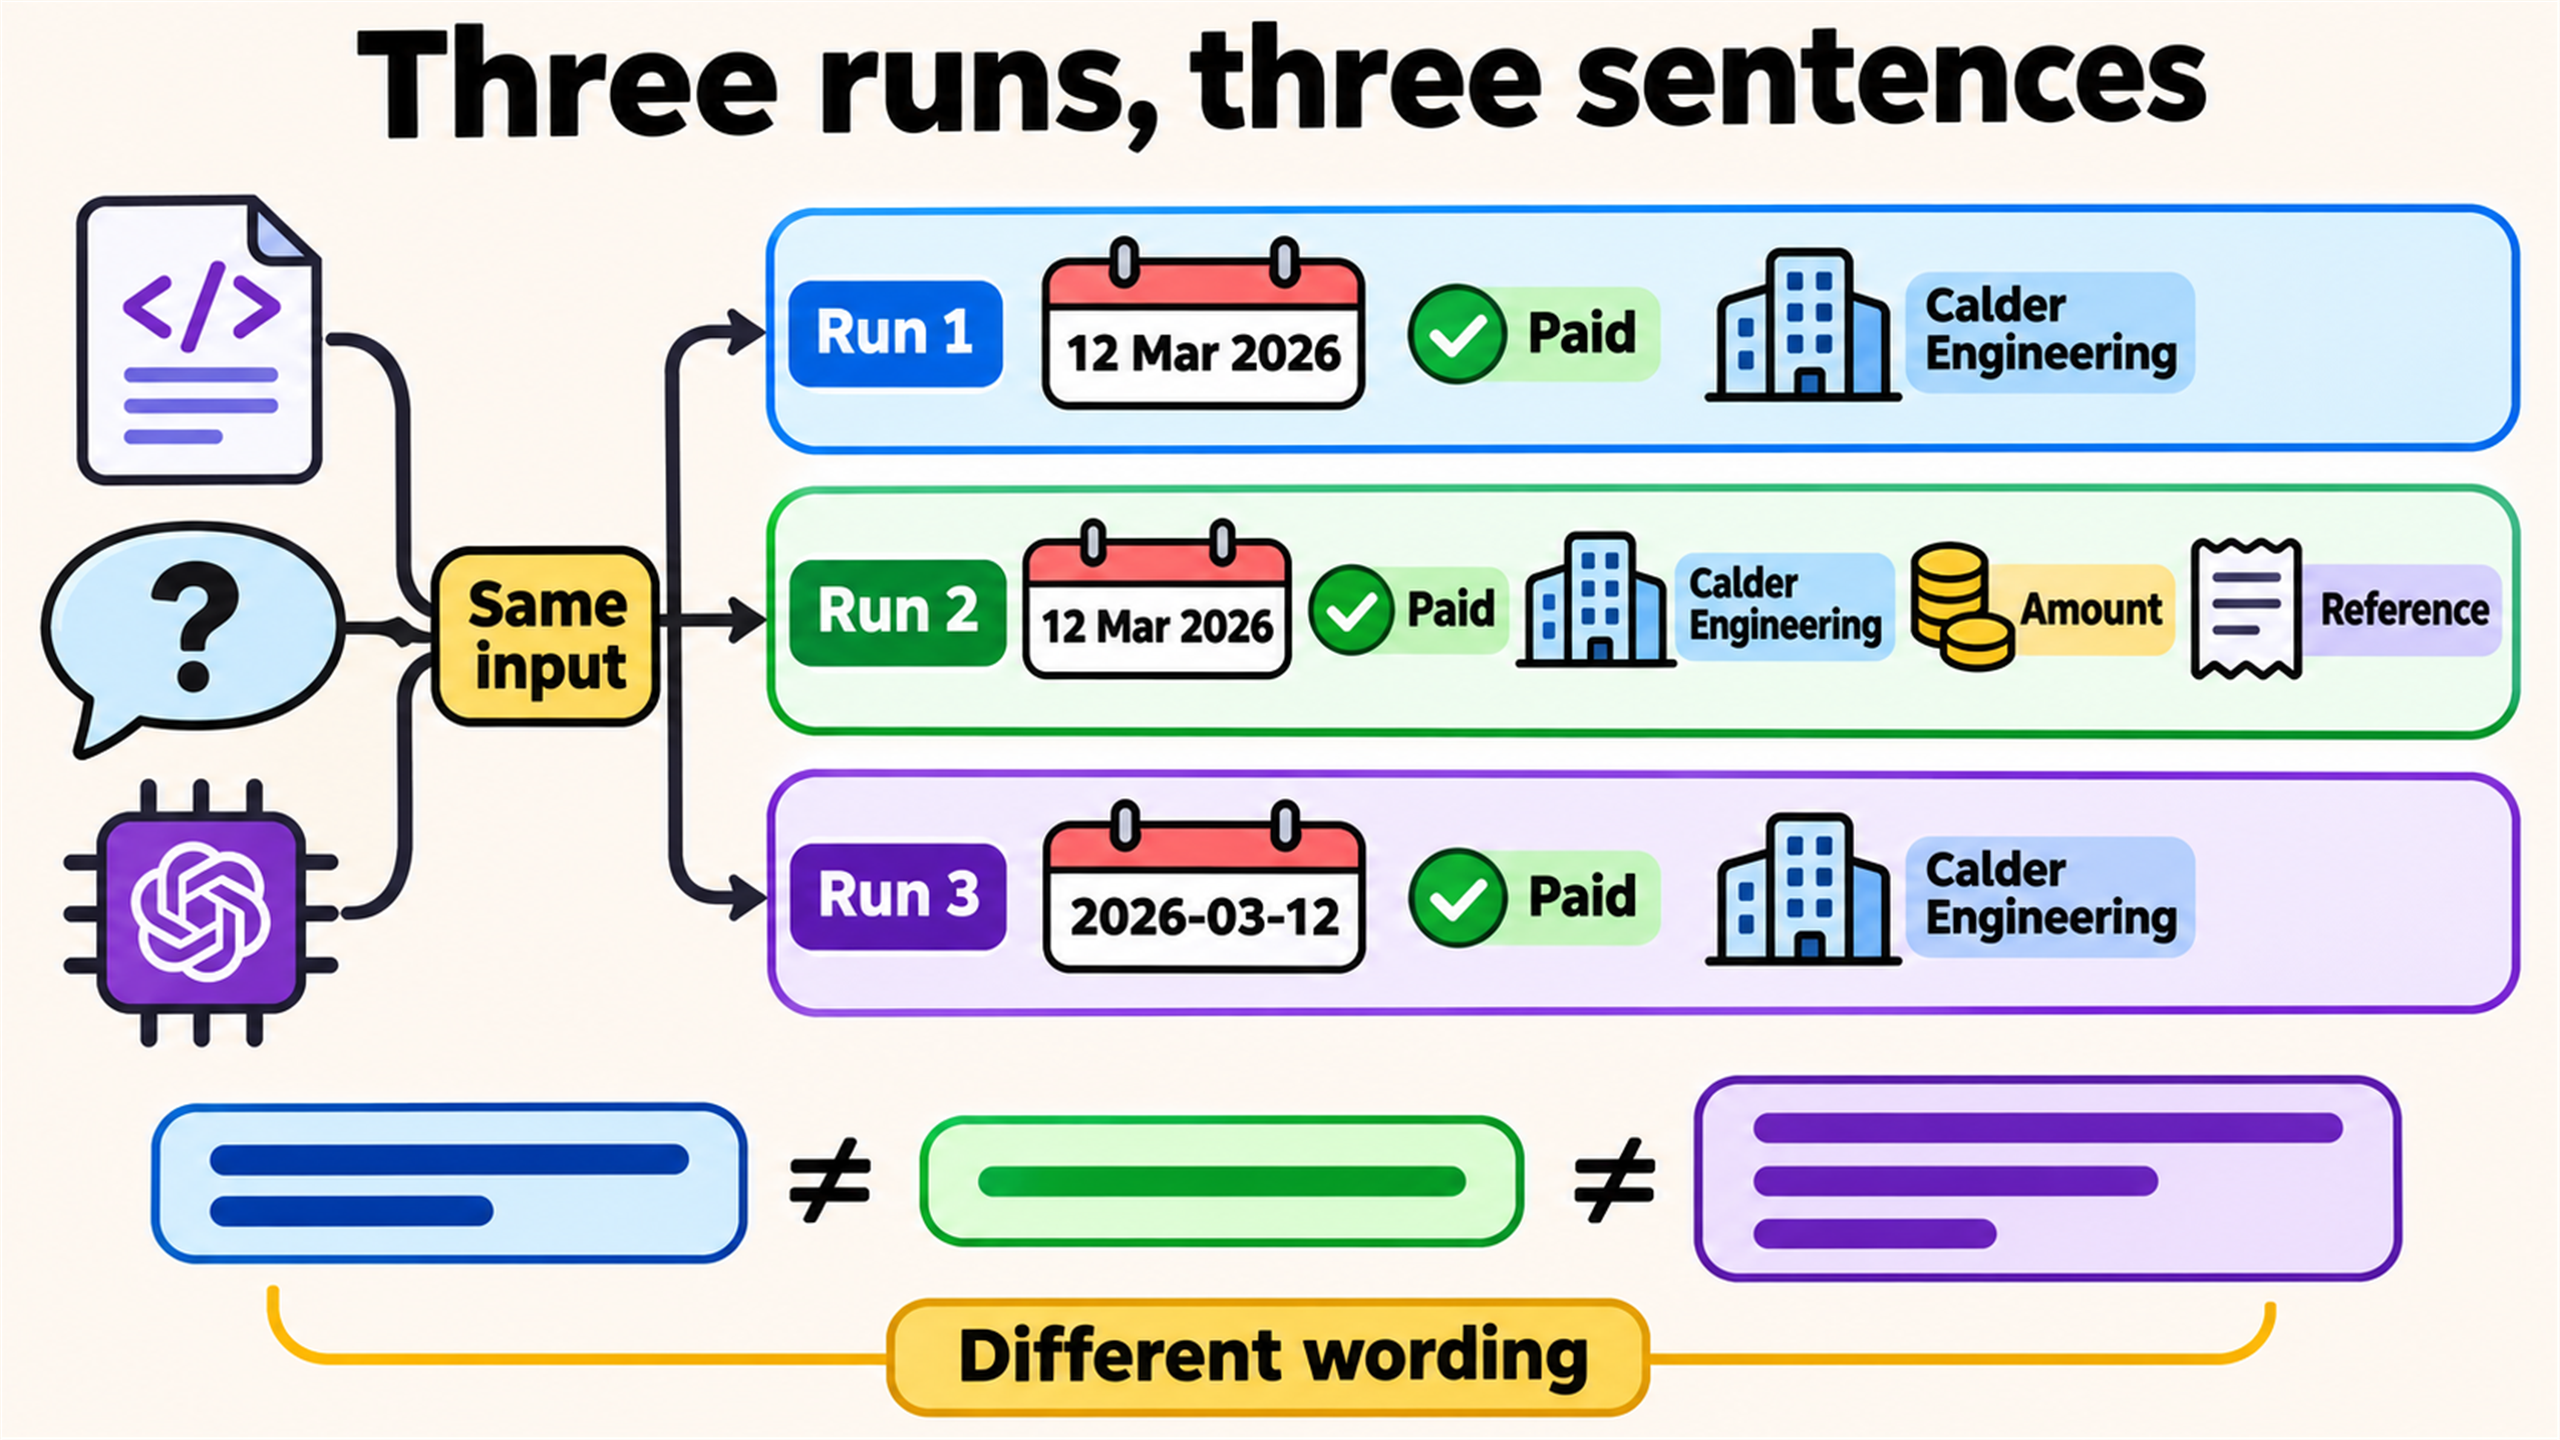 Three runs, three sentences
Same
input
Run 1
12 Mar 2026
Paid
Calder
Engineering
Run 2
12 Mar 2026
Paid
Calder
Engineering
Amount
Reference
Run 3
2026-03-12
Paid
Calder
Engineering
Different wording